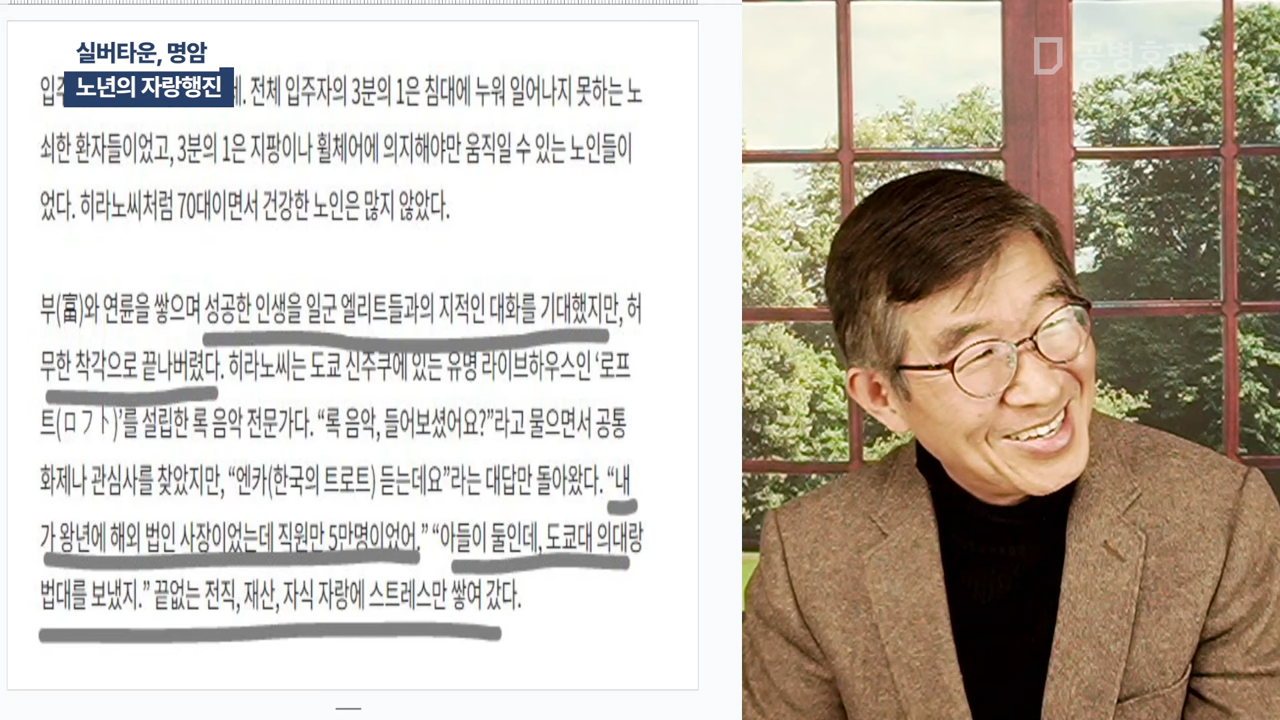 실버타운, 명암
노년의 자랑행진
공병호
입주 데. 전체 입주자의 3분의 1은 침대에 누워 일어나지 못하는 노
쇠한 환자들이었고, 3분의 1은 지팡이나 휠체어에 의지해야만 움직일 수 있는 노인들이
었다. 히라노씨처럼 70대이면서 건강한 노인은 많지 않았다.
부(富)와 연륜을 쌓으며 성공한 인생을 일군 엘리트들과의 지적인 대화를 기대했지만, 허
무한 착각으로 끝나버렸다. 히라노씨는 도쿄 신주쿠에 있는 유명 라이브하우스인 ‘로프
트(ロフト)’를 설립한 록 음악 전문가다. “록 음악, 들어보셨어요?”라고 물으면서 공통
화제나 관심사를 찾았지만, “엔카(한국의 트로트) 듣는데요”라는 대답만 돌아왔다. “내
가 왕년에 해외 법인 사장이었는데 직원만 5만명이었어.” “아들이 둘인데, 도쿄대 의대랑
법대를 보냈지.” 끝없는 전직, 재산, 자식 자랑에 스트레스만 쌓여 갔다.